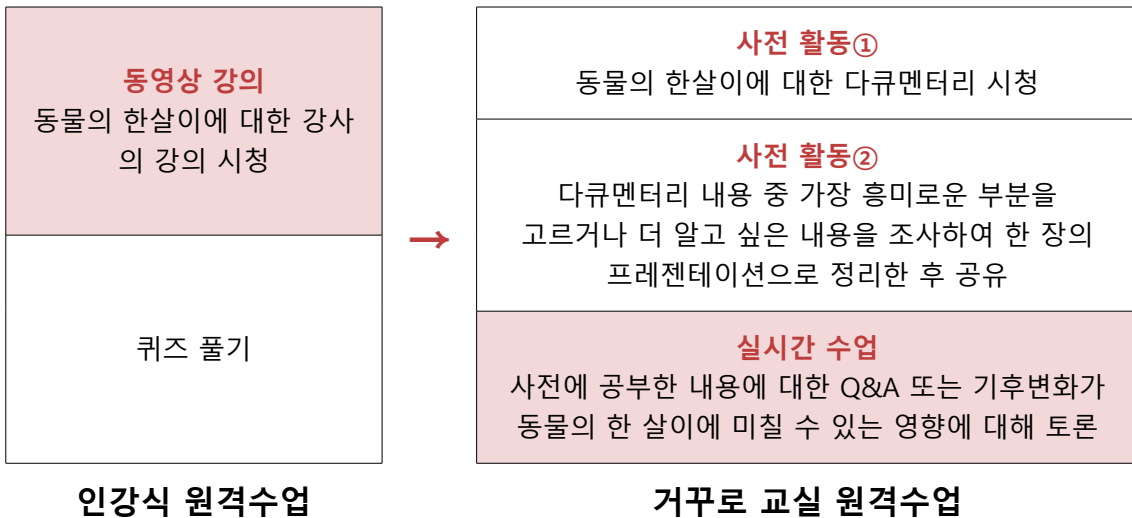 동영상 강의
동물의 한살이에 대한 강사
의 강의 시청
퀴즈 풀기
인강식 원격수업
→
사전 활동①
동물의 한살이에 대한 다큐멘터리 시청
사전 활동②
다큐멘터리 내용 중 가장 흥미로운 부분을
고르거나 더 알고 싶은 내용을 조사하여 한 장의
프레젠테이션으로 정리한 후 공유
실시간 수업
사전에 공부한 내용에 대한 Q&A 또는 기후변화가
동물의 한 살이에 미칠 수 있는 영향에 대해 토론
거꾸로 교실 원격수업